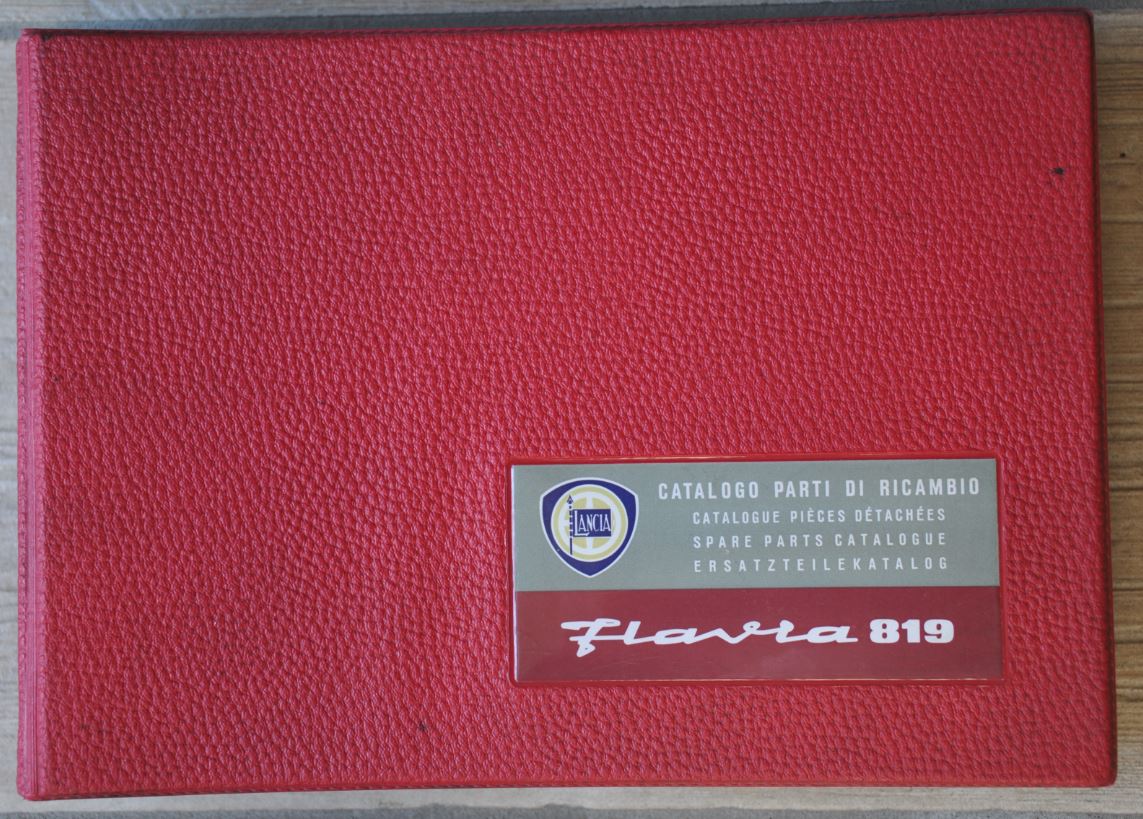 LANCIA
CATALOGO PARTI DI RICAMBIO
CATALOGUE PIÈCES DÉTACHÉES
SPARE PARTS CATALOGUE
ERSATZTEILEKATALOG
Flavia 819